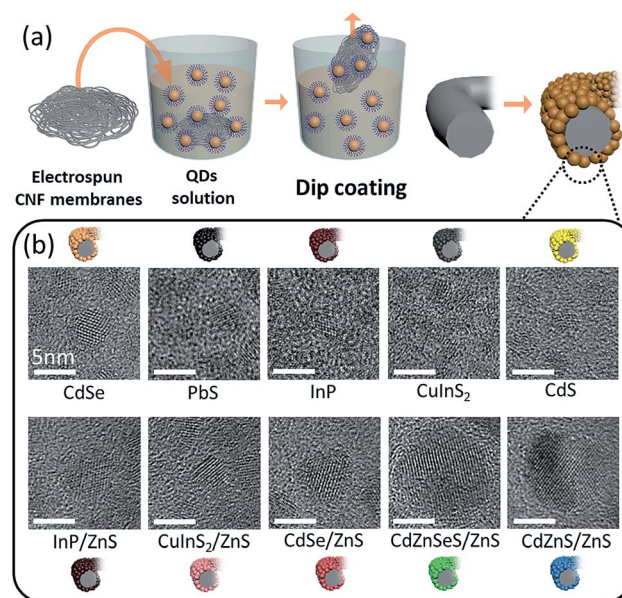 (a)
Electrospun
CNF membranes
QDs
solution
Dip coating
(b)
5nm
CdSe
PbS
InP
CuInS₂
CdS
InP/ZnS
CuInS₂/ZnS
CdSe/ZnS
CdZnSeS/ZnS
CdZnS/ZnS